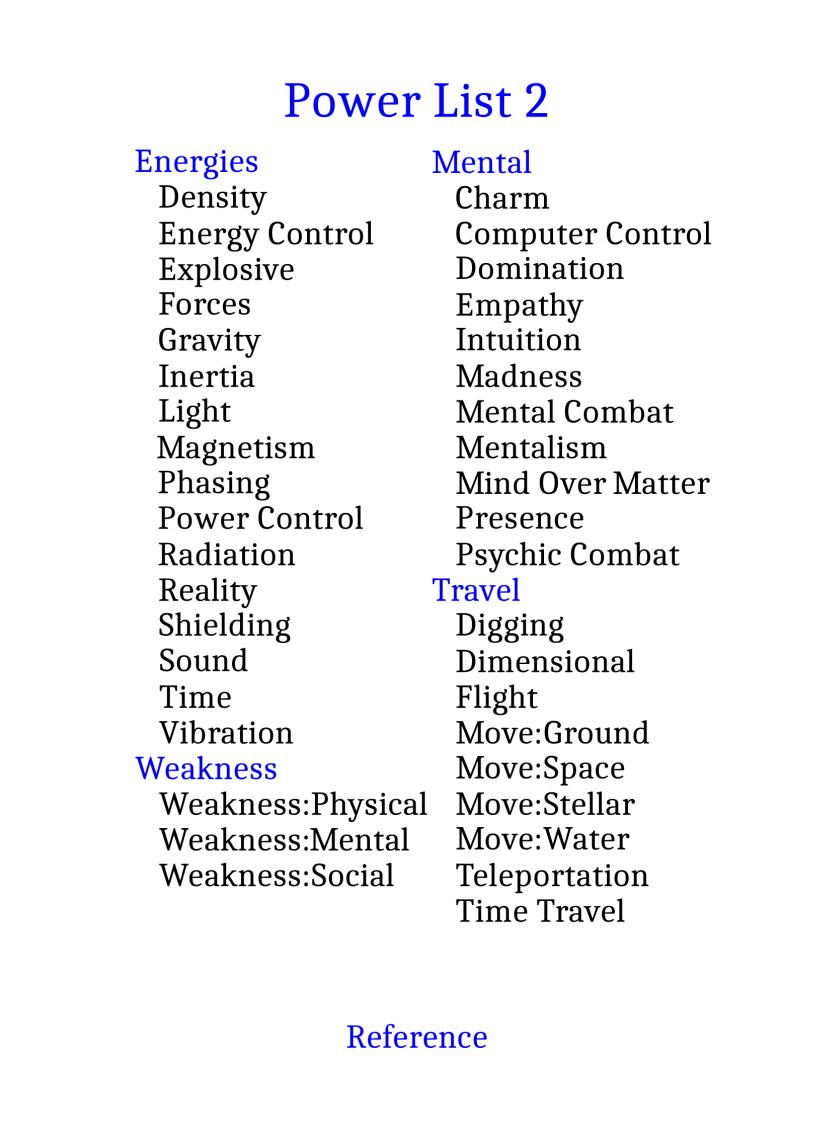 Power List 2
Energies
Density
Energy Control
Explosive
Forces
Gravity
Inertia
Light
Magnetism
Phasing
Power Control
Radiation
Reality
Shielding
Sound
Time
Vibration
Weakness
Weakness:Physical
Weakness:Mental
Weakness:Social
Mental
Charm
Computer Control
Domination
Empathy
Intuition
Madness
Mental Combat
Mentalism
Mind Over Matter
Presence
Psychic Combat
Travel
Digging
Dimensional
Flight
Move:Ground
Move:Space
Move:Stellar
Move:Water
Teleportation
Time Travel
Reference